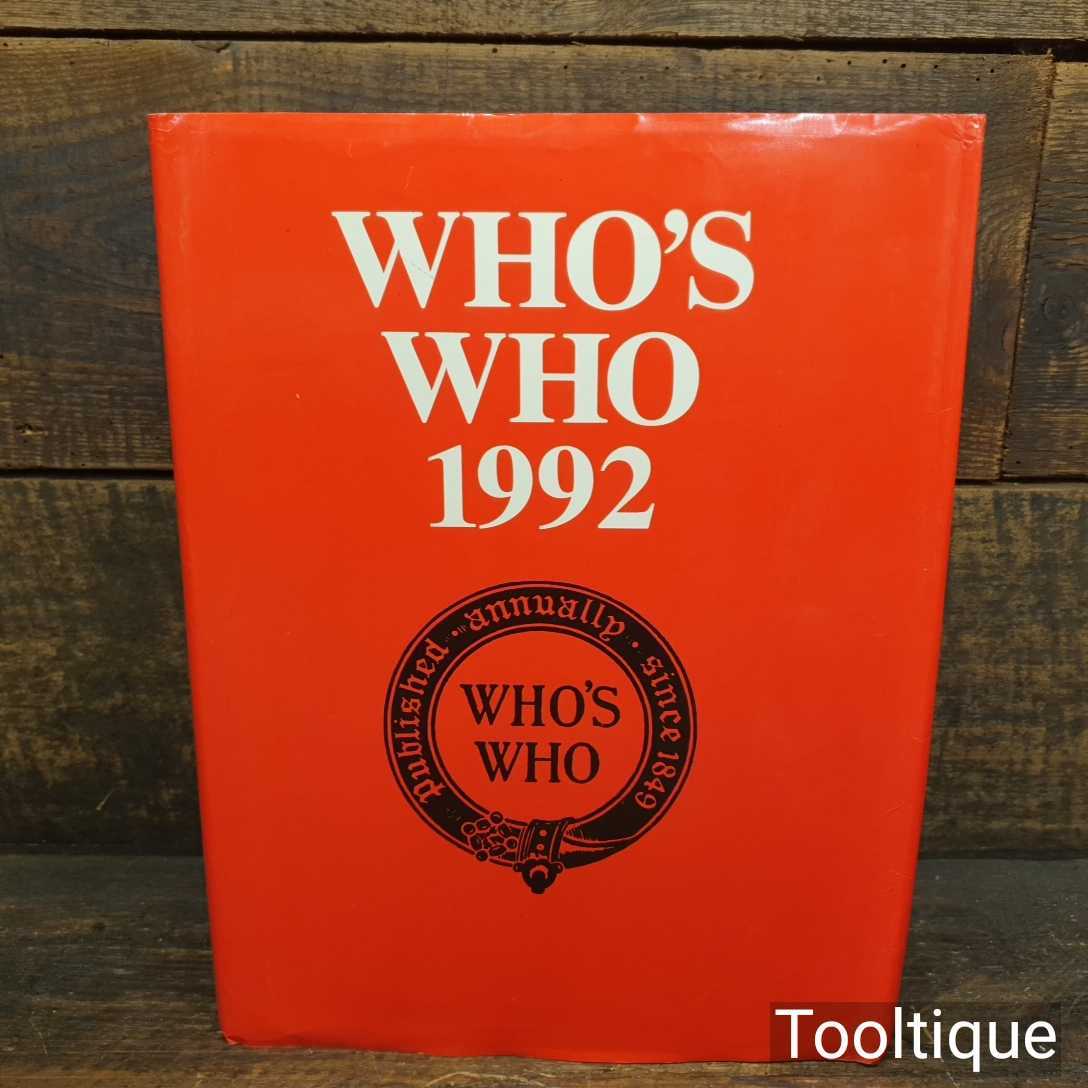 WHO'S
WHO
1992
Published · annually · since 1849
WHO'S
WHO
Tooltique